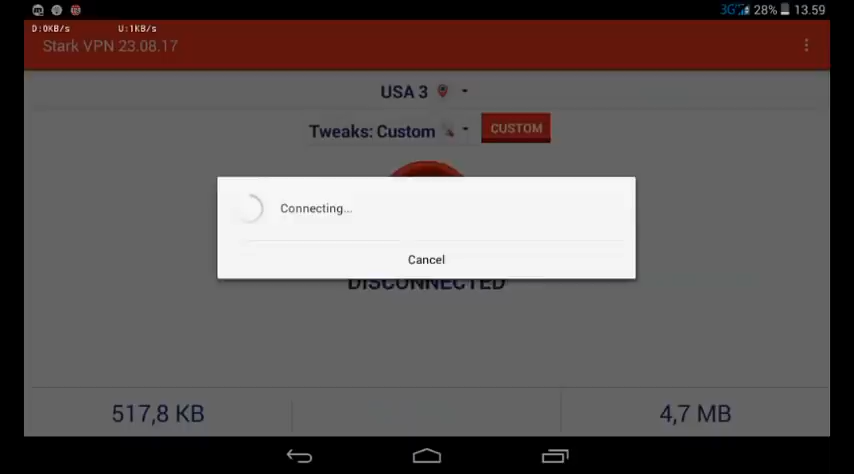 3G 28% 13.59
D:0KB/s U:1KB/s
Stark VPN 23.08.17
USA 3
Tweaks: Custom CUSTOM
Connecting...
Cancel
DISCONNECTED
517,8 KB 4,7 MB